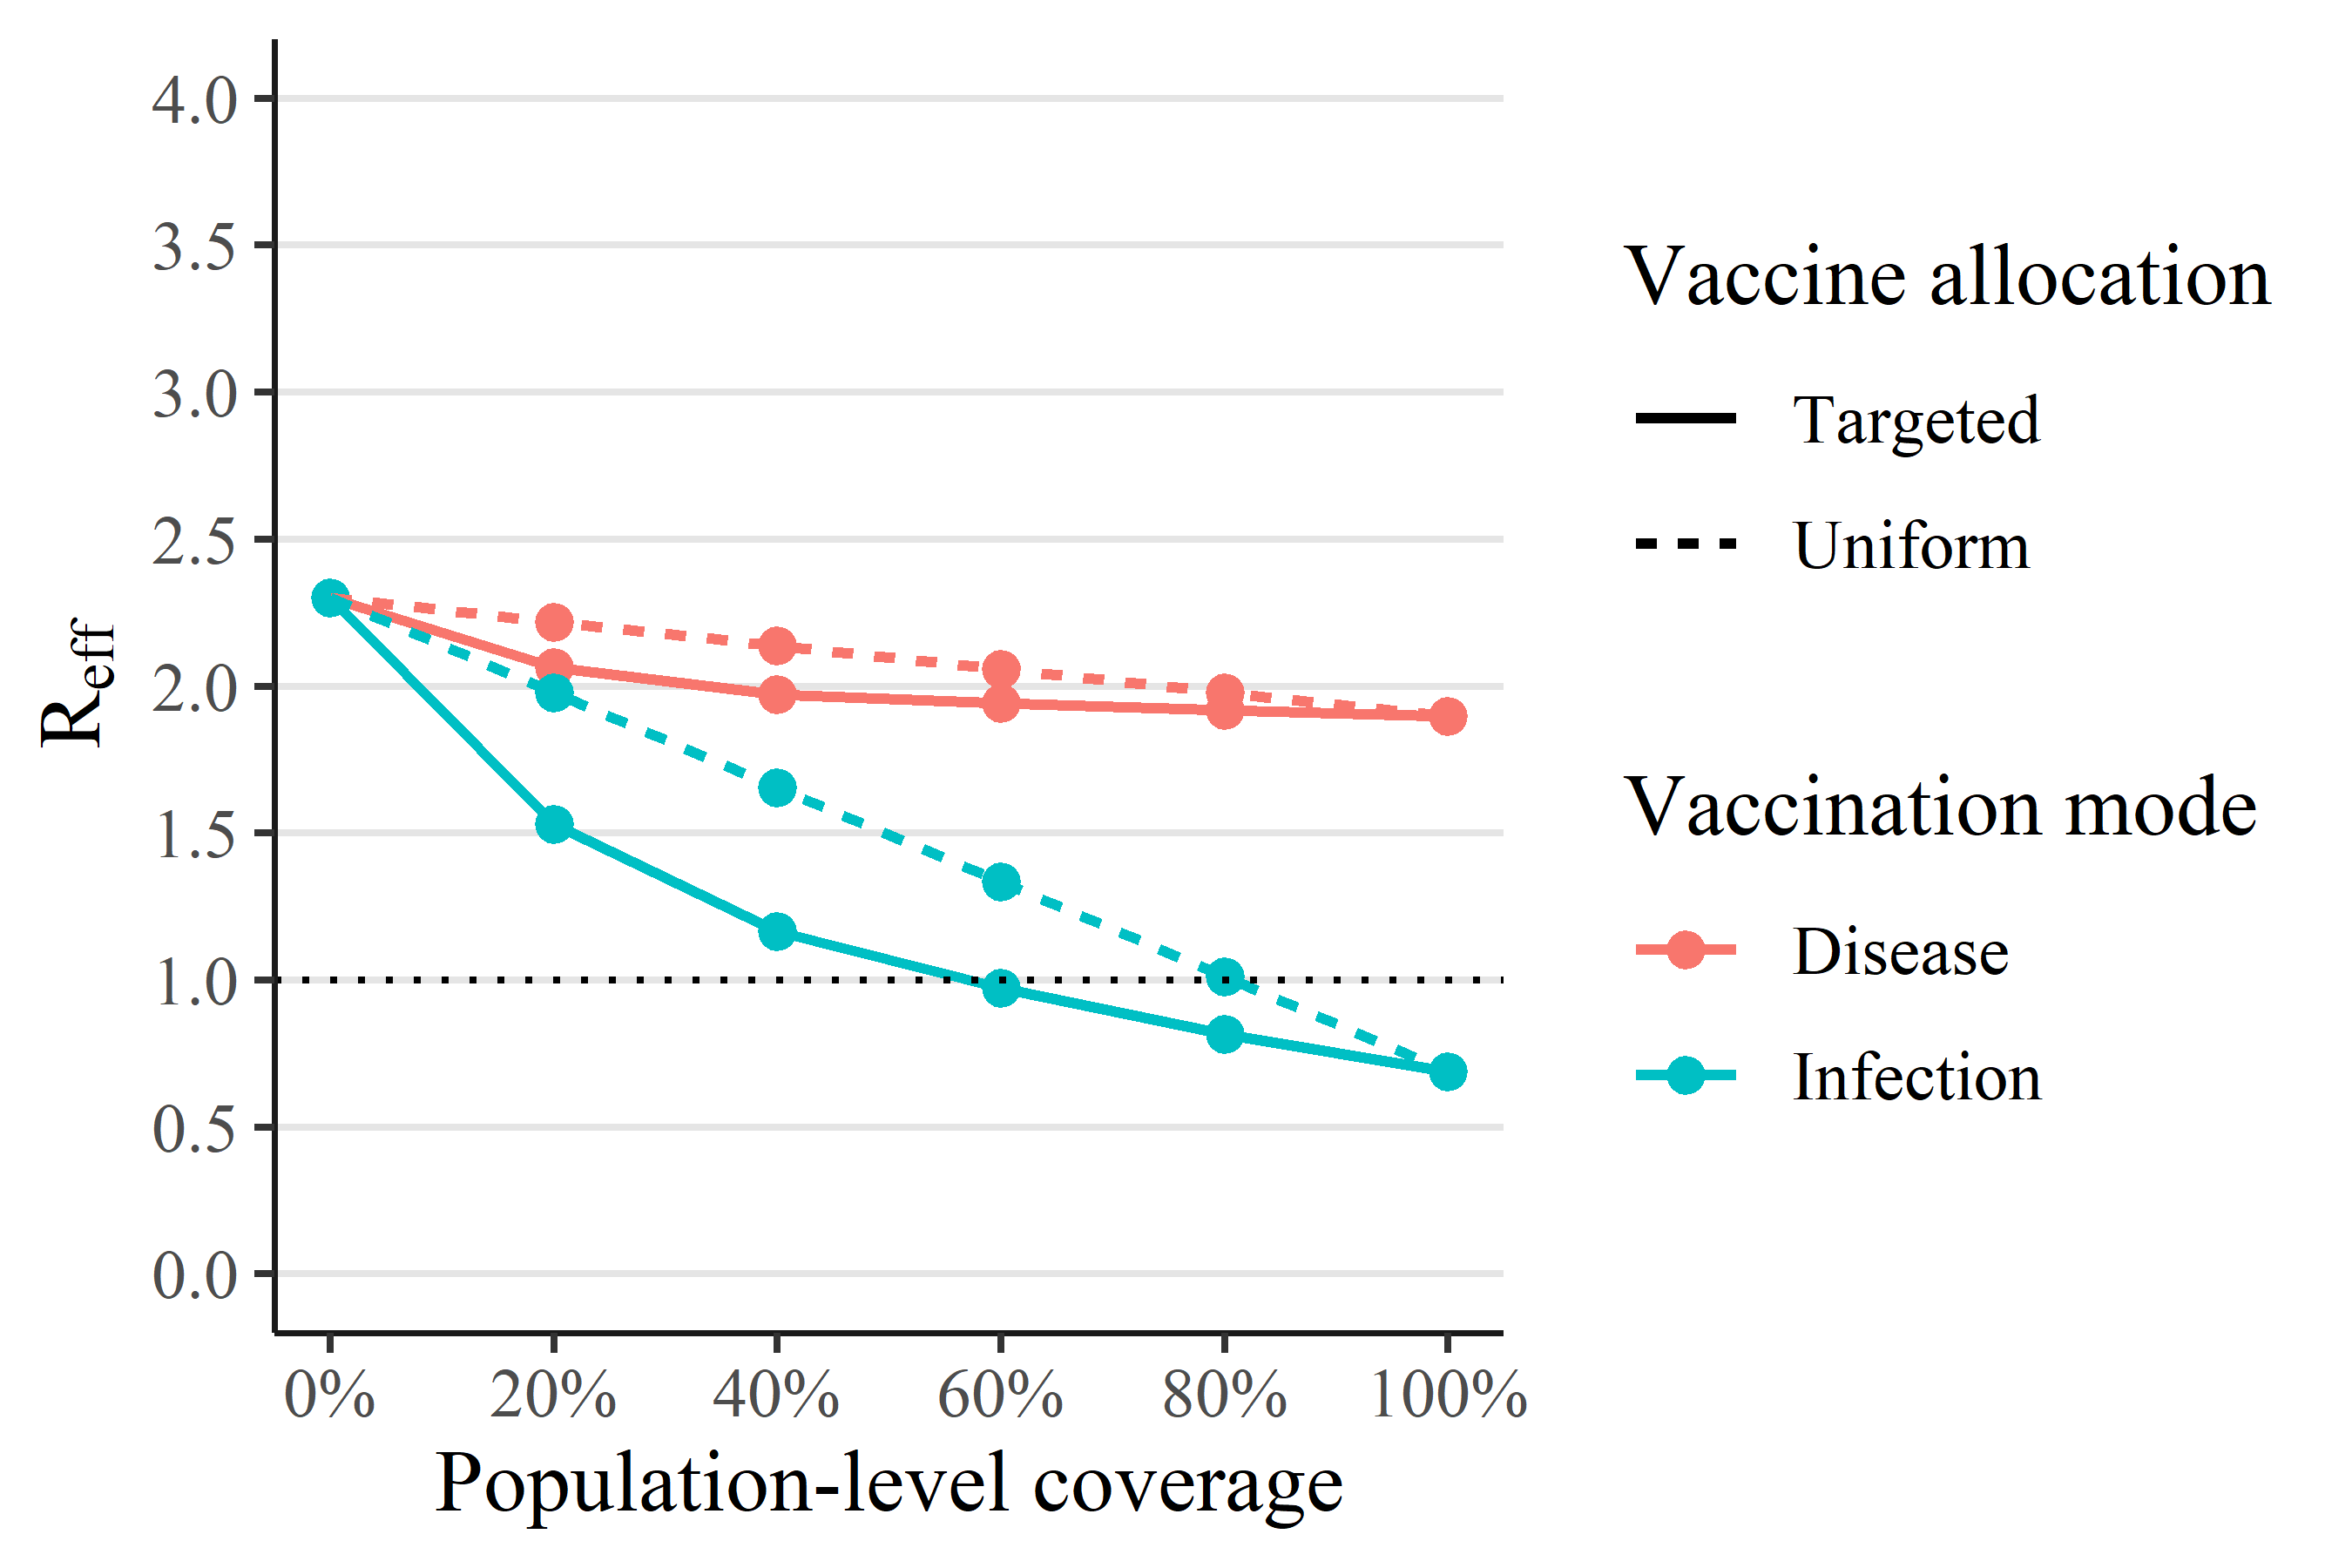 4.0
3.5
3.0
2.5
2.0
1.5
1.0
0.5
0.0
Reff
0% 20% 40% 60% 80% 100%
Population-level coverage
Vaccine allocation
Targeted
Uniform
Vaccination mode
Disease
Infection